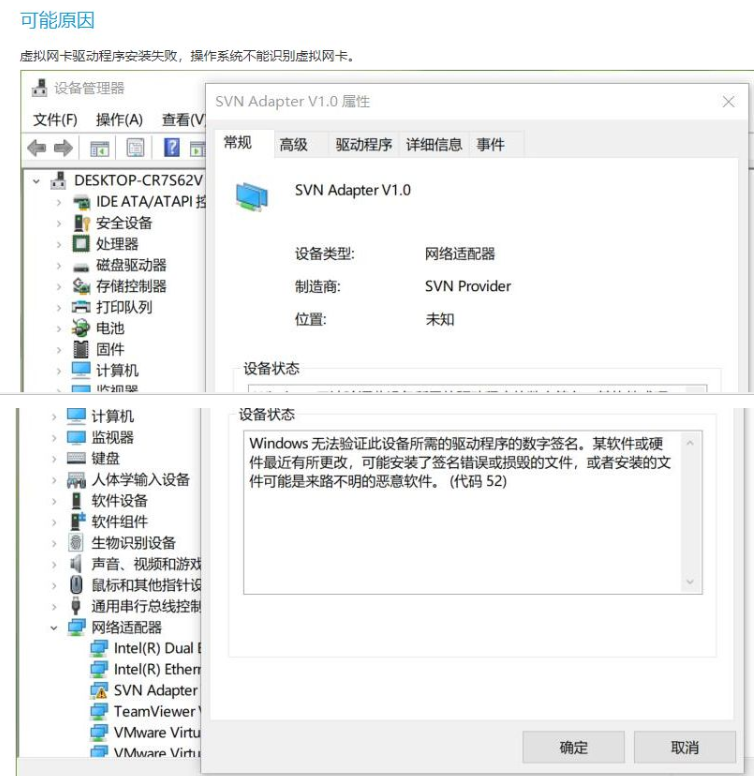 可能原因
虚拟网卡驱动程序安装失败，操作系统不能识别虚拟网卡。
设备管理器
文件(F) 操作(A) 查看(V)
DESKTOP-CR7S62V
IDE ATA/ATAPI 控
安全设备
处理器
磁盘驱动器
存储控制器
打印队列
电池
固件
计算机
监视器
SVN Adapter V1.0 属性
常规 高级 驱动程序 详细信息 事件
SVN Adapter V1.0
设备类型: 网络适配器
制造商: SVN Provider
位置: 未知
设备状态
计算机
监视器
键盘
人体学输入设备
软件设备
软件组件
生物识别设备
声音、视频和游戏
鼠标和其他指针设
通用串行总线控制
网络适配器
Intel(R) Dual
Intel(R) Ethern
SVN Adapter
TeamViewer
VMware Virtu
VMware Virtu
设备状态
Windows 无法验证此设备所需的驱动程序的数字签名。某软件或硬
件最近有所更改，可能安装了签名错误或损毁的文件，或者安装的文
件可能是来路不明的恶意软件。 (代码 52)
确定 取消